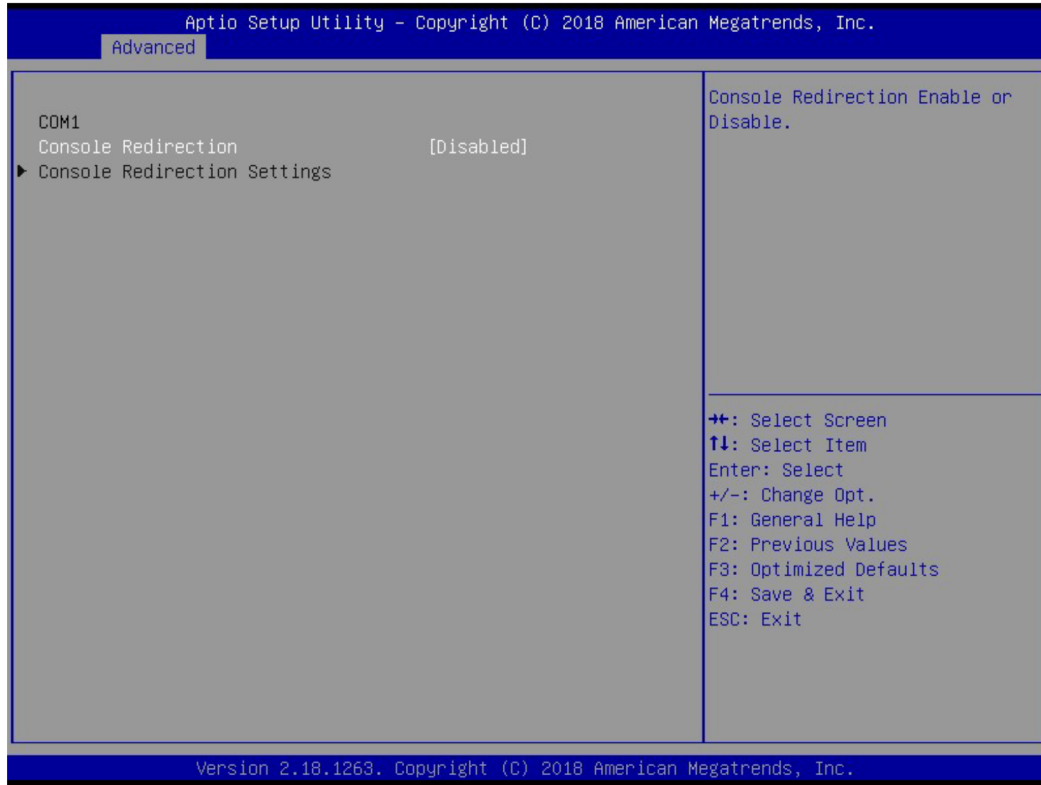 Aptio Setup Utility – Copyright (C) 2018 American Megatrends, Inc.
Advanced
COM1
Console Redirection [Disabled]
▶ Console Redirection Settings
Console Redirection Enable or
Disable.
→←: Select Screen
↑↓: Select Item
Enter: Select
+/-: Change Opt.
F1: General Help
F2: Previous Values
F3: Optimized Defaults
F4: Save & Exit
ESC: Exit
Version 2.18.1263. Copyright (C) 2018 American Megatrends, Inc.